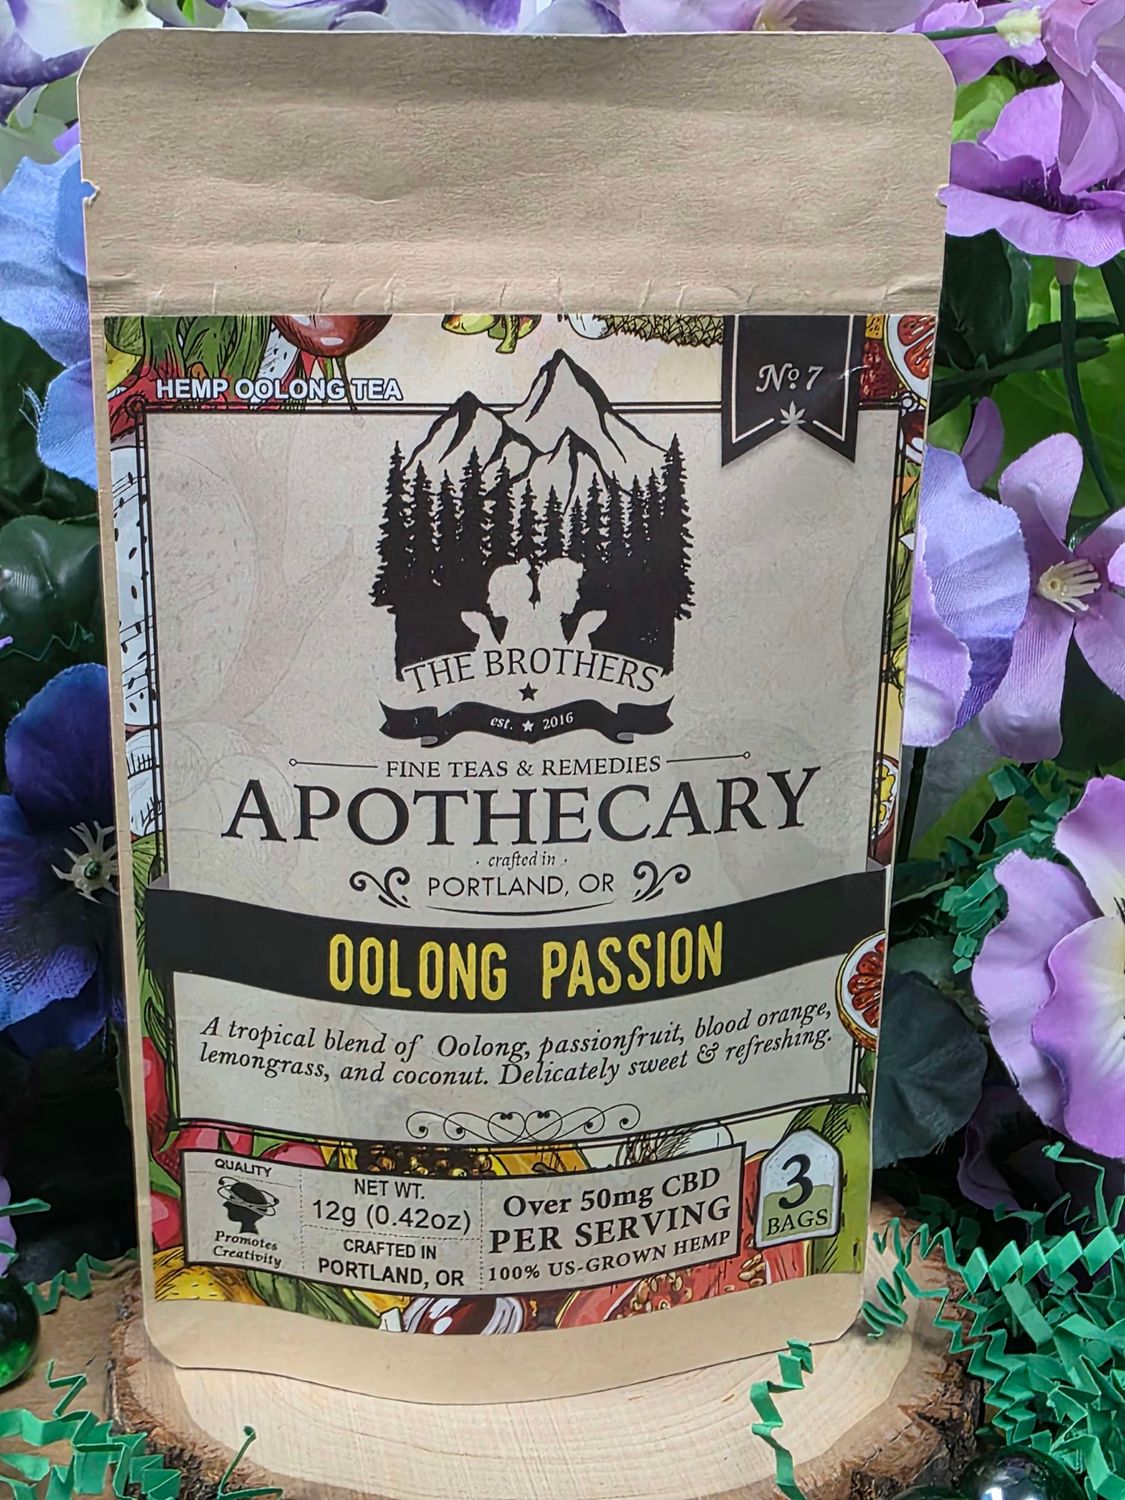 HEMP OOLONG TEA
Nº 7
THE BROTHERS
est. ★ 2016
FINE TEAS & REMEDIES
APOTHECARY
· crafted in ·
PORTLAND, OR
OOLONG PASSION
A tropical blend of Oolong, passionfruit, blood orange,
lemongrass, and coconut. Delicately sweet & refreshing.
QUALITY
Promotes
Creativity
NET WT.
12g (0.42oz)
CRAFTED IN
PORTLAND, OR
Over 50mg CBD
PER SERVING
100% US-GROWN HEMP
3
BAGS